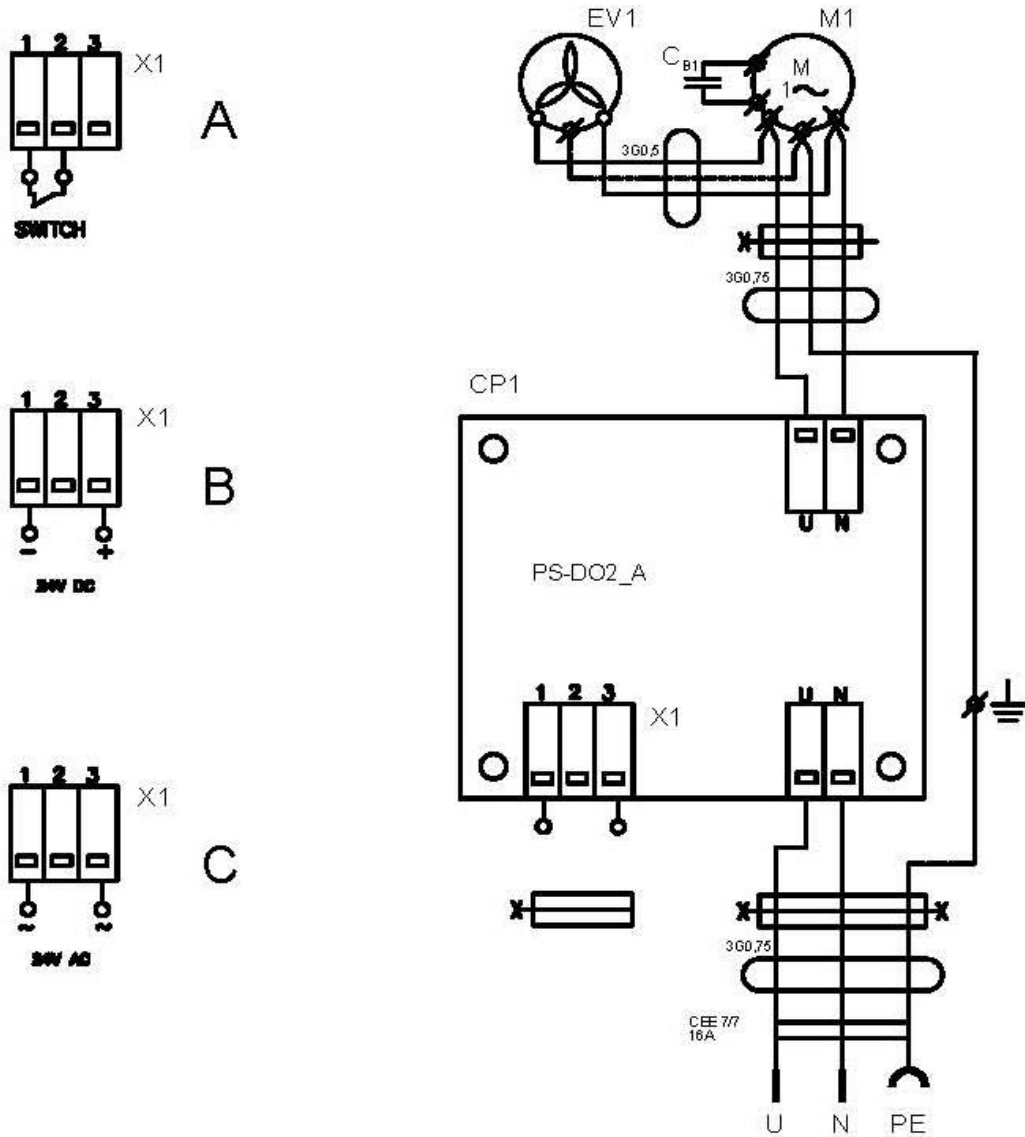 1 2 3
X1
A
SWITCH
1 2 3
X1
B
- +
24V DC
1 2 3
X1
C
~ ~
24V AC
EV1
M1
C B1
M
1~
3G0,5
X
3G0,75
CP1
U N
PS-DO2_A
1 2 3
X1
U N
X
X X
3G0,75
CEE 7/7
16A
U N PE